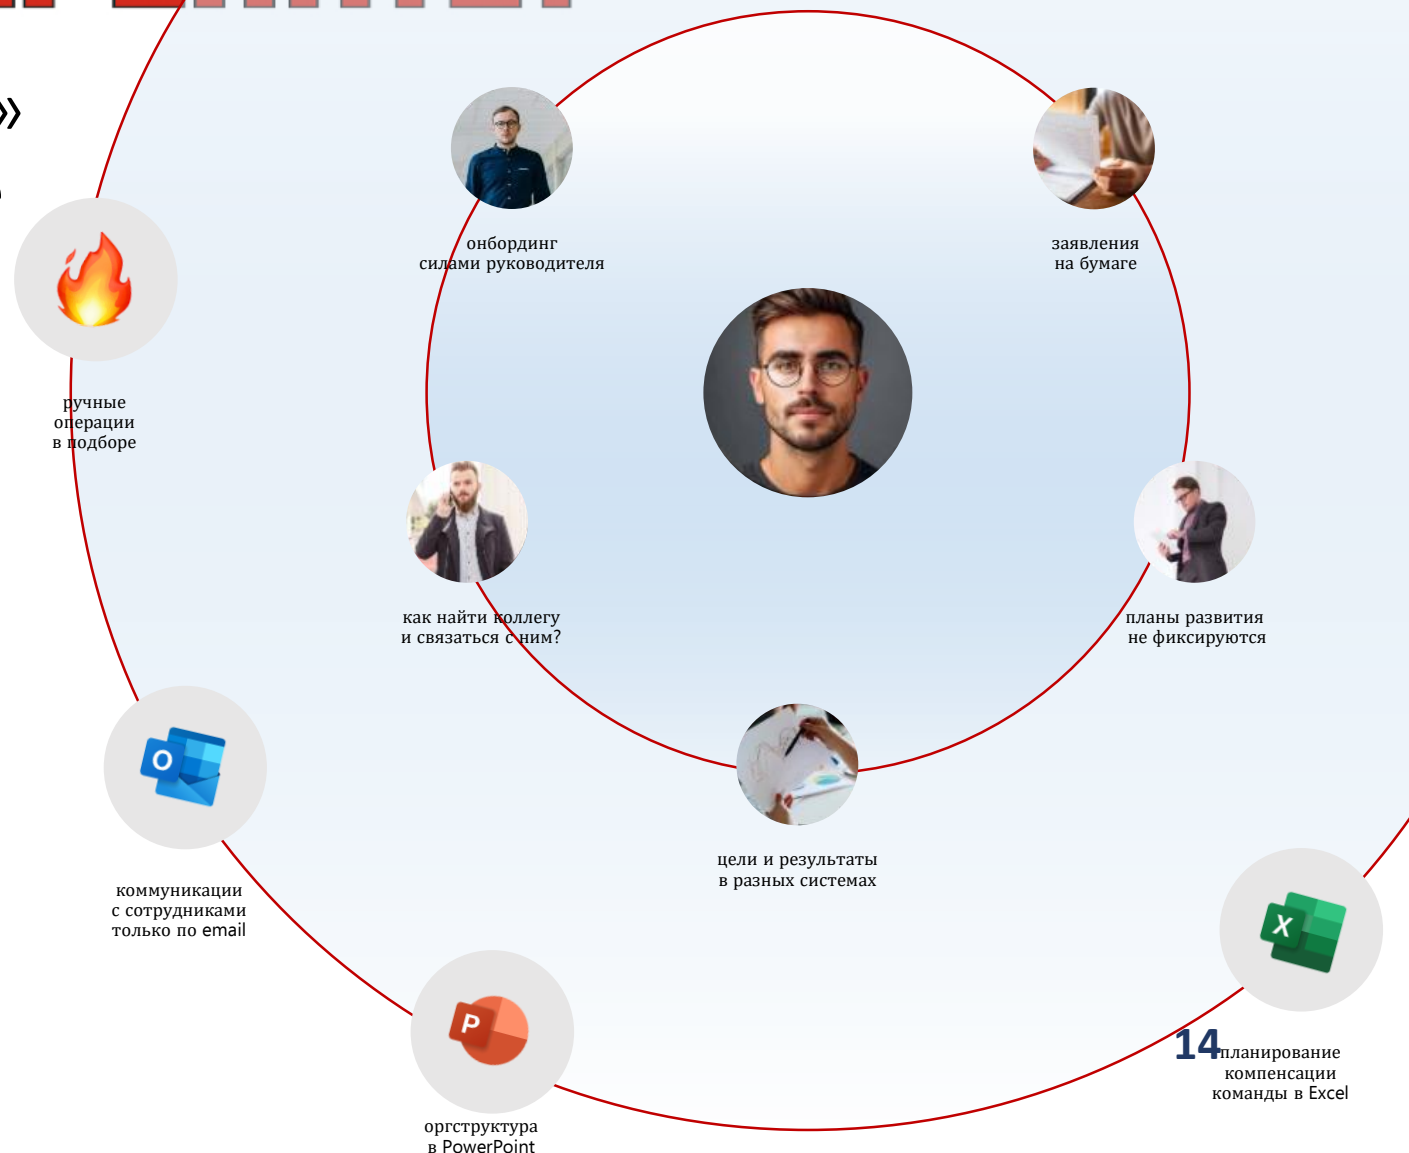 »
онбординг
силами руководителя
заявления
на бумаге
ручные
операции
в подборе
как найти коллегу
и связаться с ним?
планы развития
не фиксируются
цели и результаты
в разных системах
коммуникации
с сотрудниками
только по email
оргструктура
в PowerPoint
14
планирование
компенсации
команды в Excel
O
P
X